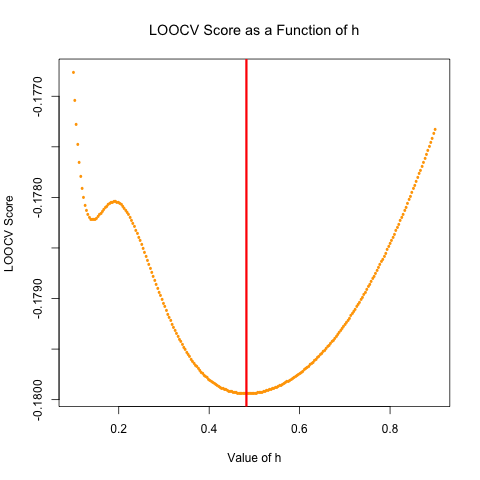 LOOCV Score as a Function of h
-0.1770
-0.1780
-0.1790
-0.1800
LOOCV Score
0.2 0.4 0.6 0.8
Value of h